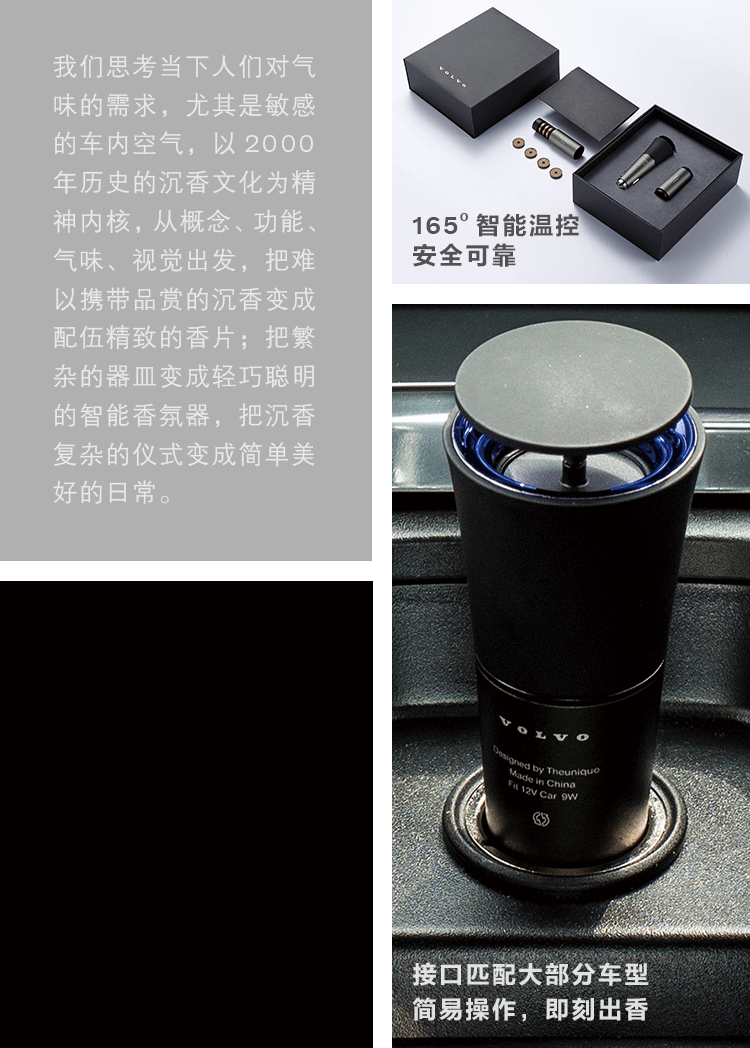 我们思考当下人们对气
味的需求，尤其是敏感
的车内空气，以 2000
年历史的沉香文化为精
神内核，从概念、功能、
气味、视觉出发，把难
以携带品赏的沉香变成
配伍精致的香片；把繁
杂的器皿变成轻巧聪明
的智能香氛器，把沉香
复杂的仪式变成简单美
好的日常。
VOLVO
165° 智能温控
安全可靠
VOLVO
Designed by Theuniquo
Made in China
Fit 12V Car 9W
接口匹配大部分车型
简易操作，即刻出香